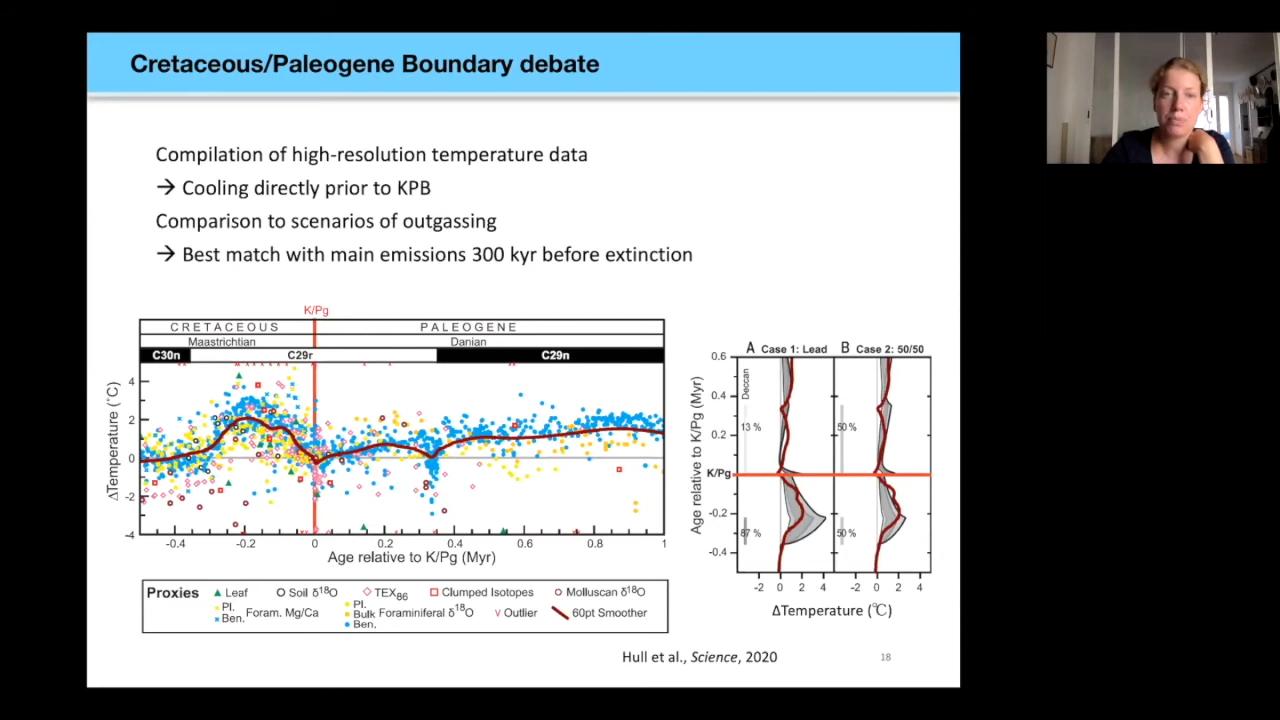 Cretaceous/Paleogene Boundary debate
Compilation of high-resolution temperature data
→ Cooling directly prior to KPB
Comparison to scenarios of outgassing
→ Best match with main emissions 300 kyr before extinction
K/Pg
CRETACEOUS PALEOGENE
Maastrichtian Danian
C30n C29r C29n
ΔTemperature (°C)
4
2
0
-2
-4
-0.4 -0.2 0 0.2 0.4 0.6 0.8 1
Age relative to K/Pg (Myr)
Proxies Leaf Soil δ18O TEX86 Clumped Isotopes Molluscan δ18O
Pl. Ben. Foram. Mg/Ca Pl. Bulk Ben. Foraminiferal δ18O Outlier 60pt Smoother
A Case 1: Lead B Case 2: 50/50
Age relative to K/Pg (Myr)
0.6
0.4
0.2
K/Pg
-0.2
-0.4
Deccan
13 % 50 %
87 % 50 %
-2 0 2 4 -2 0 2 4
ΔTemperature (℃)
Hull et al., Science, 2020
18